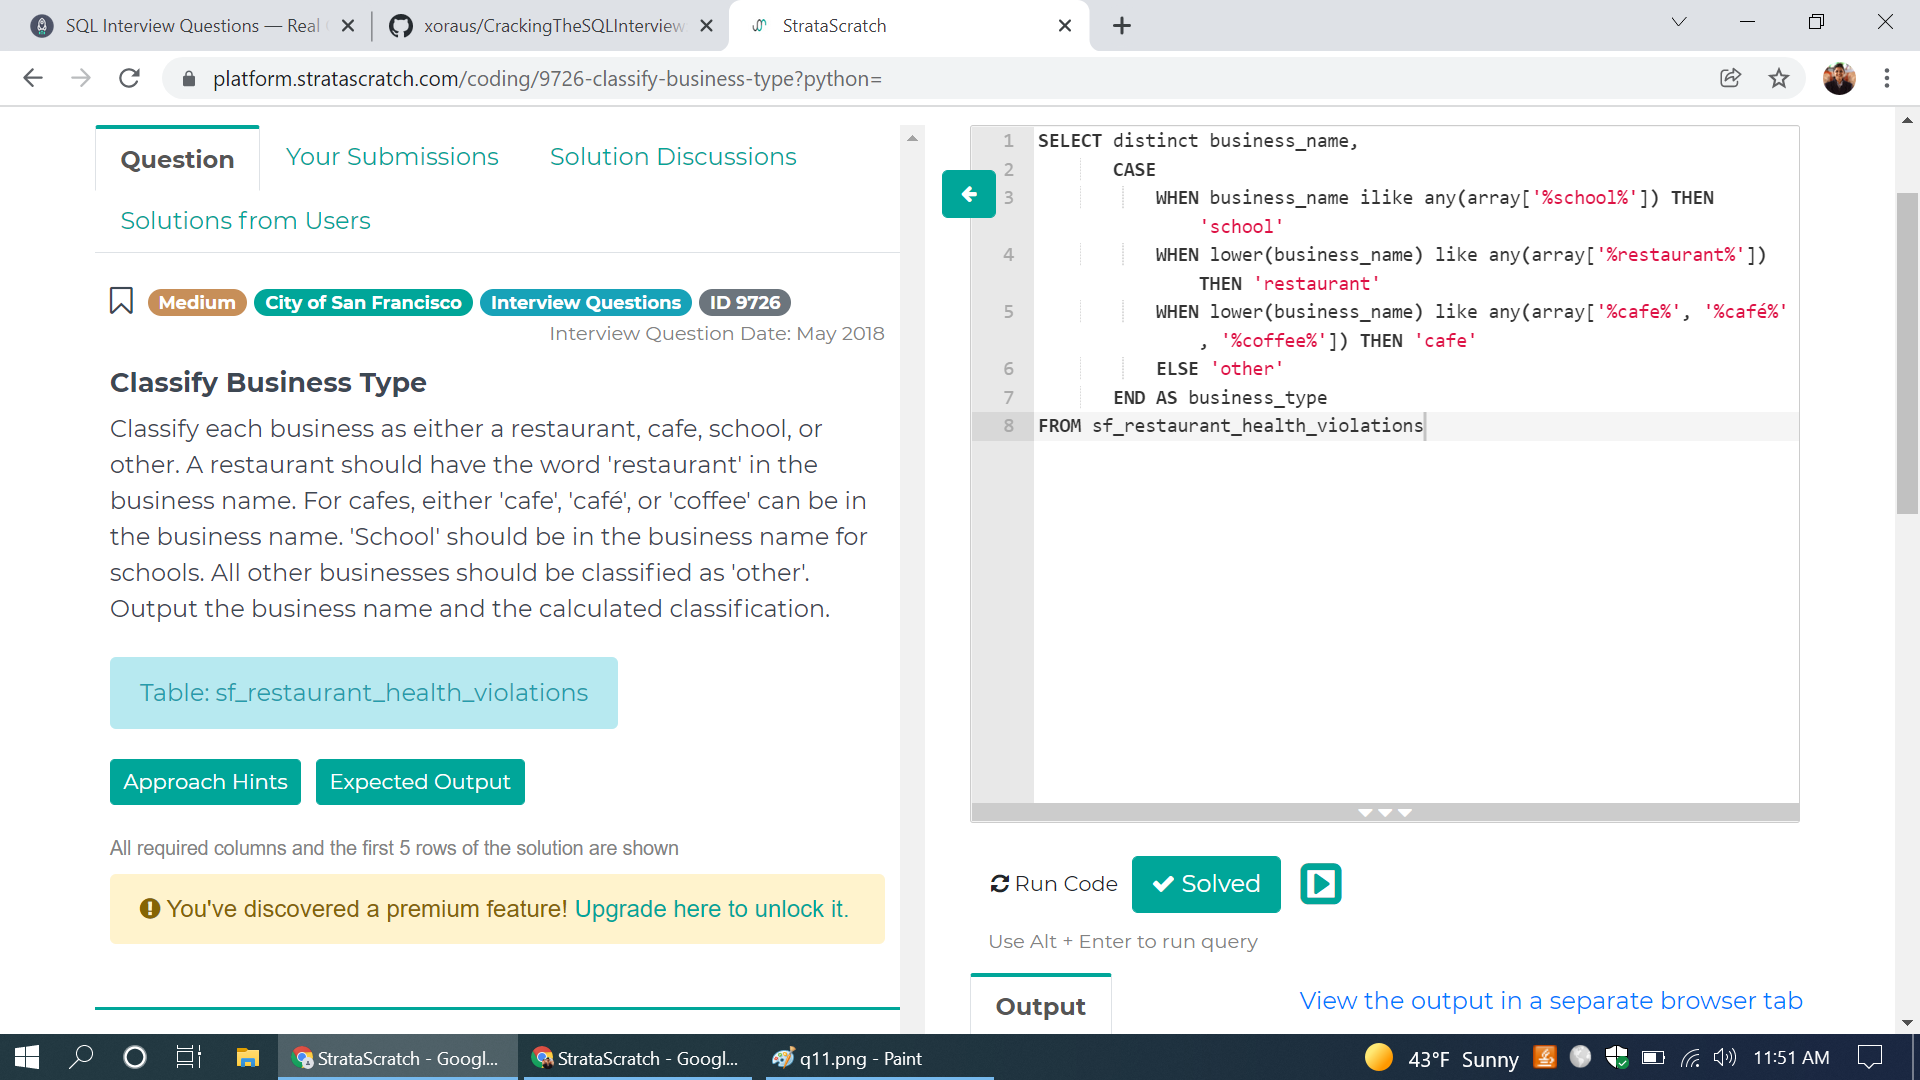 SQL Interview Questions — Real
xoraus/CrackingTheSQLInterview
StrataScratch
platform.stratascratch.com/coding/9726-classify-business-type?python=
Question
Your Submissions
Solution Discussions
Solutions from Users
Medium
City of San Francisco
Interview Questions
ID 9726
Interview Question Date: May 2018
Classify Business Type
Classify each business as either a restaurant, cafe, school, or
other. A restaurant should have the word 'restaurant' in the
business name. For cafes, either 'cafe', 'café', or 'coffee' can be in
the business name. 'School' should be in the business name for
schools. All other businesses should be classified as 'other'.
Output the business name and the calculated classification.
Table: sf_restaurant_health_violations
Approach Hints
Expected Output
All required columns and the first 5 rows of the solution are shown
You've discovered a premium feature! Upgrade here to unlock it.
1 SELECT distinct business_name,
2 CASE
3 WHEN business_name ilike any(array['%school%']) THEN
'school'
4 WHEN lower(business_name) like any(array['%restaurant%'])
THEN 'restaurant'
5 WHEN lower(business_name) like any(array['%cafe%', '%café%'
, '%coffee%']) THEN 'cafe'
6 ELSE 'other'
7 END AS business_type
8 FROM sf_restaurant_health_violations
Run Code
Solved
Use Alt + Enter to run query
Output
View the output in a separate browser tab
StrataScratch - Googl...
StrataScratch - Googl...
q11.png - Paint
43°F Sunny
11:51 AM